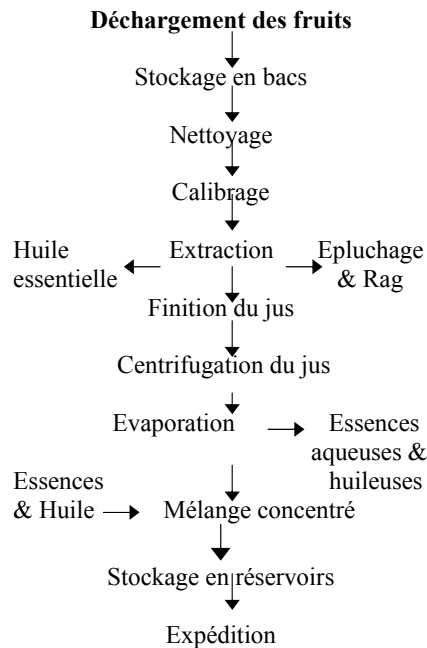 Déchargement des fruits
Stockage en bacs
Nettoyage
Calibrage
Huile
essentielle
Extraction
Epluchage
& Rag
Finition du jus
Centrifugation du jus
Evaporation
Essences
aqueuses &
huileuses
Essences
& Huile
Mélange concentré
Stockage en réservoirs
Expédition